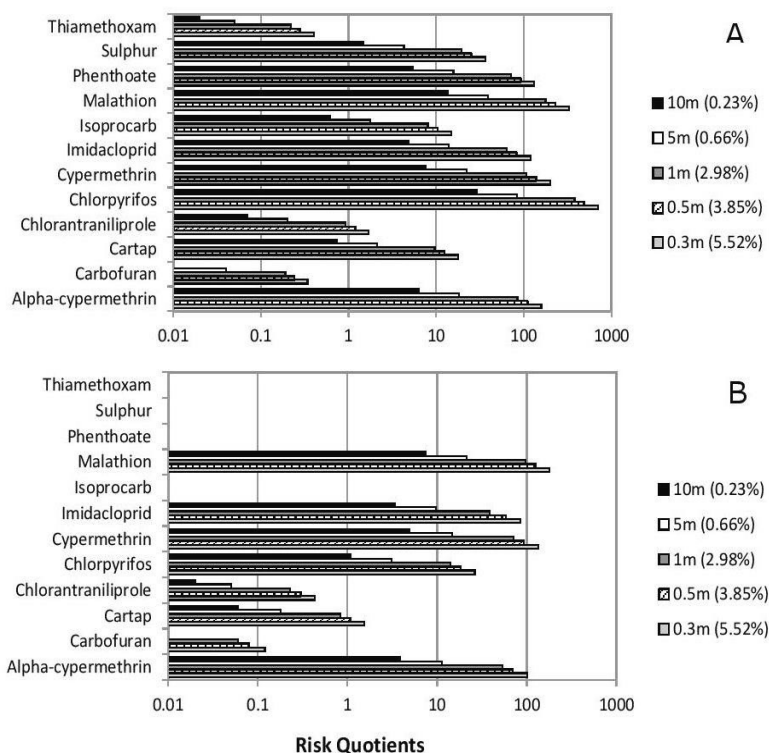 A
Thiamethoxam
Sulphur
Phenthoate
Malathion
Isoprocarb
Imidacloprid
Cypermethrin
Chlorpyrifos
Chlorantraniliprole
Cartap
Carbofuran
Alpha-cypermethrin
0.01 0.1 1 10 100 1000
10m (0.23%)
5m (0.66%)
1m (2.98%)
0.5m (3.85%)
0.3m (5.52%)
B
Thiamethoxam
Sulphur
Phenthoate
Malathion
Isoprocarb
Imidacloprid
Cypermethrin
Chlorpyrifos
Chlorantraniliprole
Cartap
Carbofuran
Alpha-cypermethrin
0.01 0.1 1 10 100 1000
10m (0.23%)
5m (0.66%)
1m (2.98%)
0.5m (3.85%)
0.3m (5.52%)
Risk Quotients